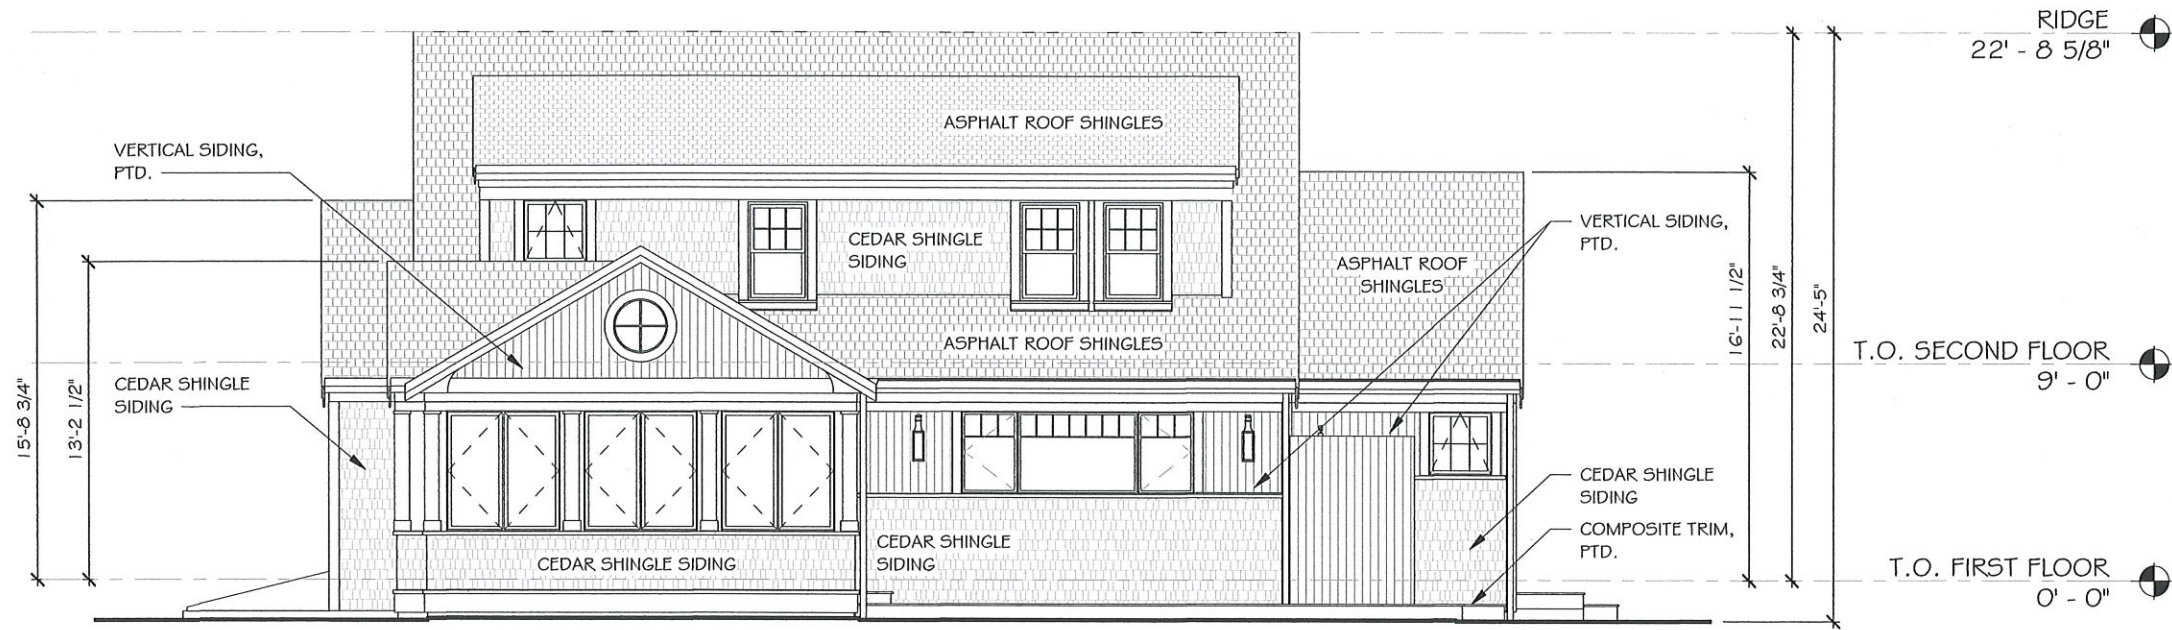 RIDGE
22' - 8 5/8"
ASPHALT ROOF SHINGLES
VERTICAL SIDING,
PTD.
CEDAR SHINGLE
SIDING
VERTICAL SIDING,
PTD.
ASPHALT ROOF
SHINGLES
ASPHALT ROOF SHINGLES
T.O. SECOND FLOOR
9' - 0"
CEDAR SHINGLE
SIDING
15'-8 3/4"
13'-2 1/2"
16'-11 1/2"
22'-8 3/4"
24'-5"
CEDAR SHINGLE
SIDING
COMPOSITE TRIM,
PTD.
CEDAR SHINGLE
SIDING
CEDAR SHINGLE SIDING
T.O. FIRST FLOOR
0' - 0"